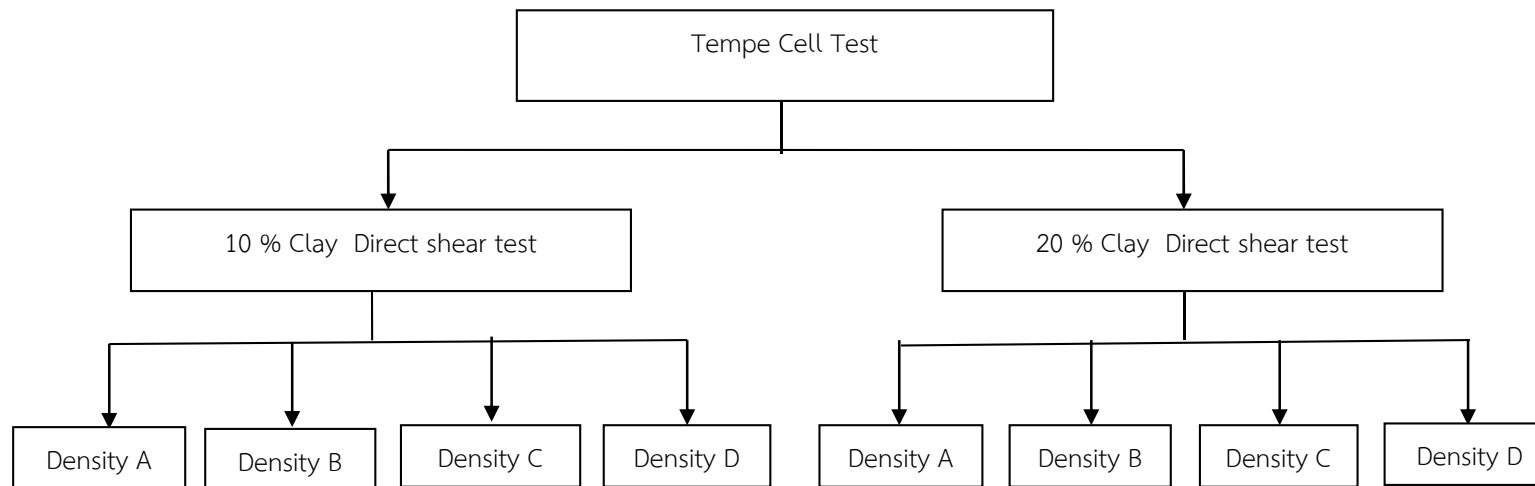 Tempe Cell Test
10 % Clay  Direct shear test
20 % Clay  Direct shear test
Density A
Density B
Density C
Density D
Density A
Density B
Density C
Density D